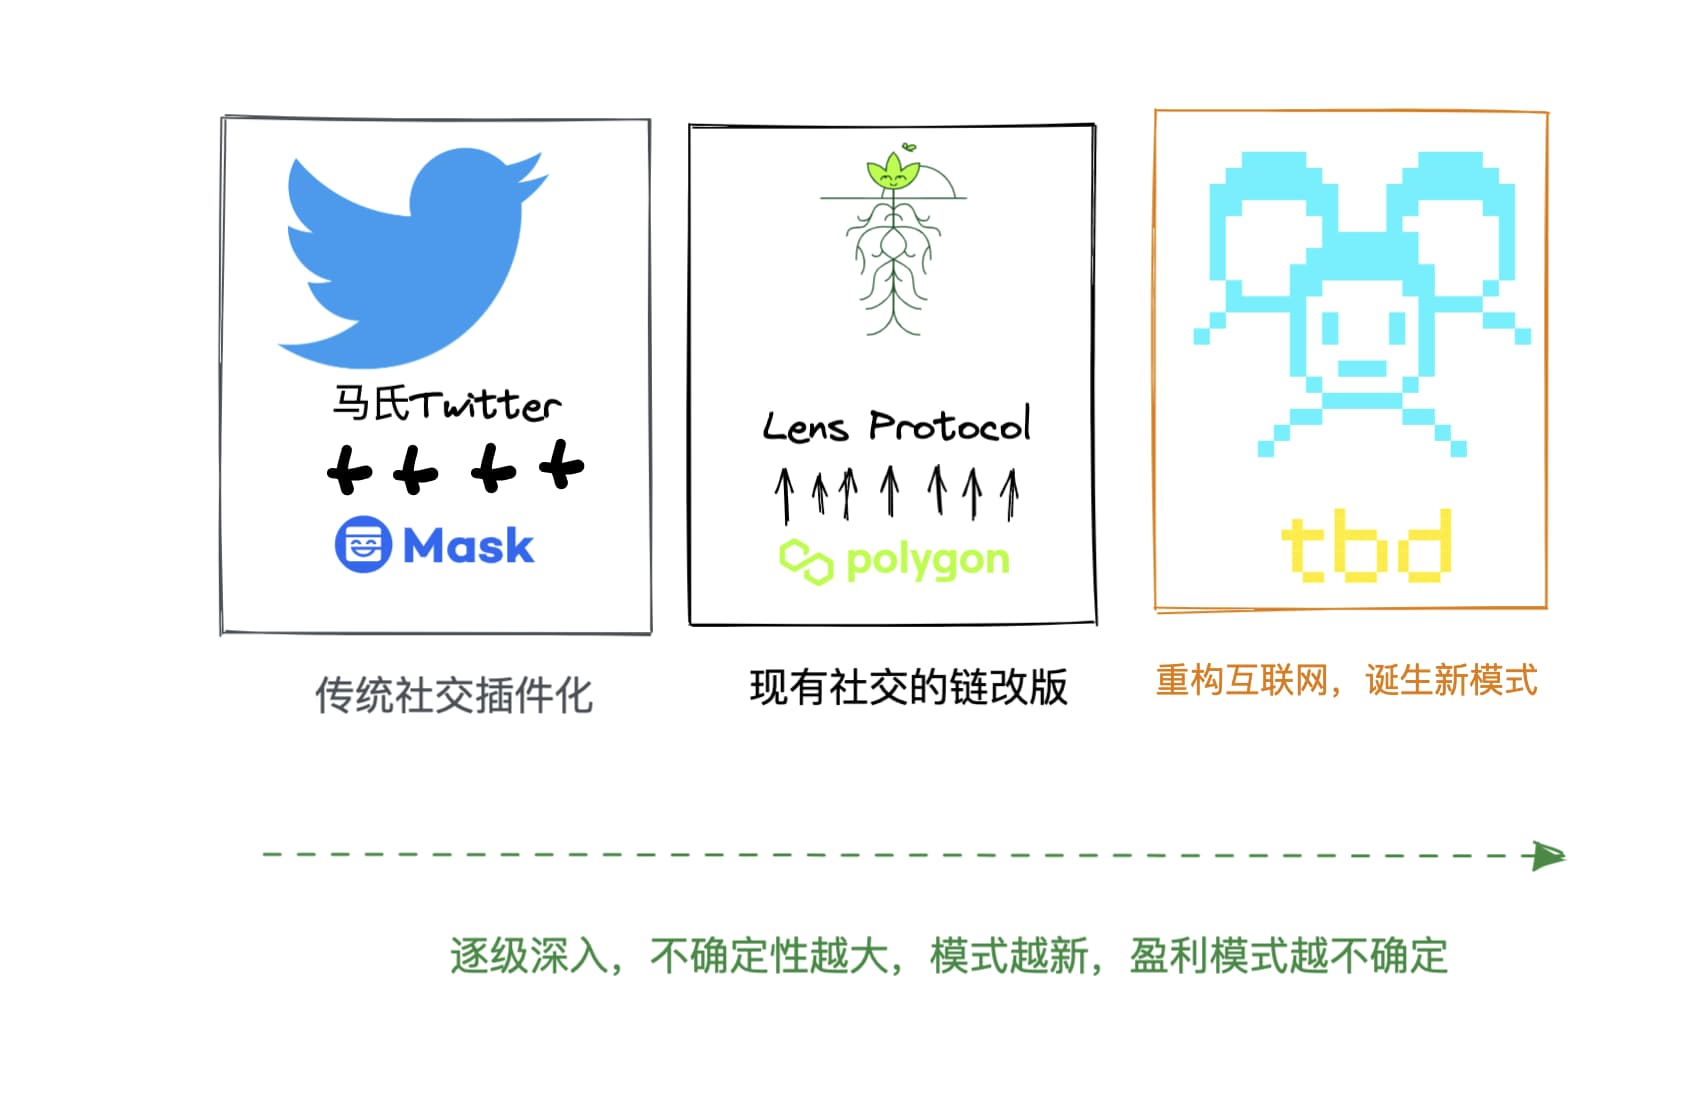 马氏Twitter
Mask
传统社交插件化
Lens Protocol
polygon
现有社交的链改版
tbd
重构互联网，诞生新模式
逐级深入，不确定性越大，模式越新，盈利模式越不确定